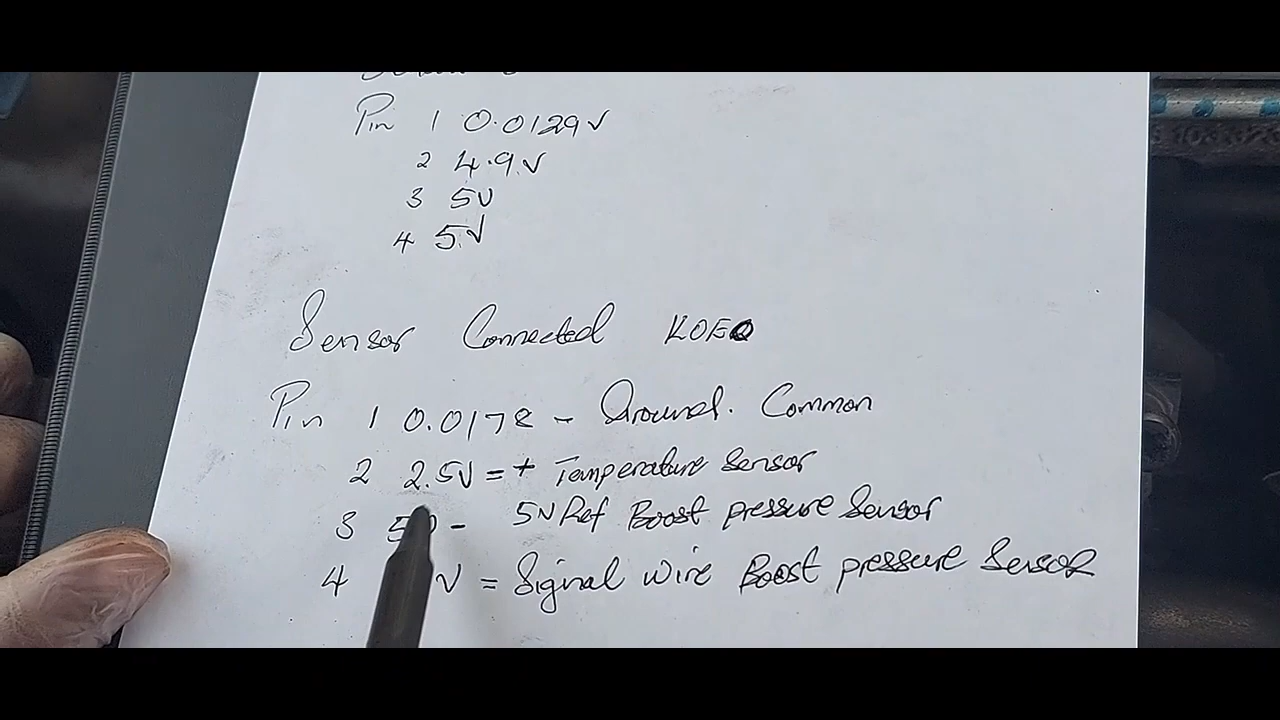 Pin 1 0.0129V
2 4.9V
3 5V
4 5V
Sensor Connected KOEO
Pin 1 0.0178 - Ground. Common
2 2.5V = + Temperature Sensor
3 5V - 5V Ref Boost pressure Sensor
4 V = Signal wire Boost pressure Sensor